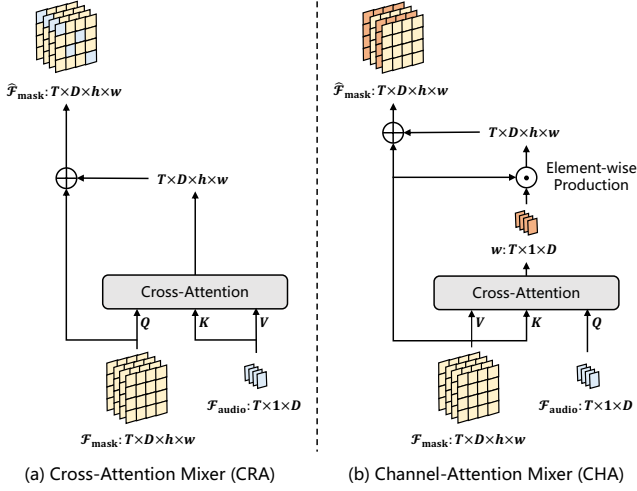 F̂mask: T×D×h×w
T×D×h×w
Cross-Attention
Q
K
V
Faudio: T×1×D
Fmask: T×D×h×w
(a) Cross-Attention Mixer (CRA)
F̂mask: T×D×h×w
T×D×h×w
Element-wise
Production
w: T×1×D
Cross-Attention
V
K
Q
Faudio: T×1×D
Fmask: T×D×h×w
(b) Channel-Attention Mixer (CHA)